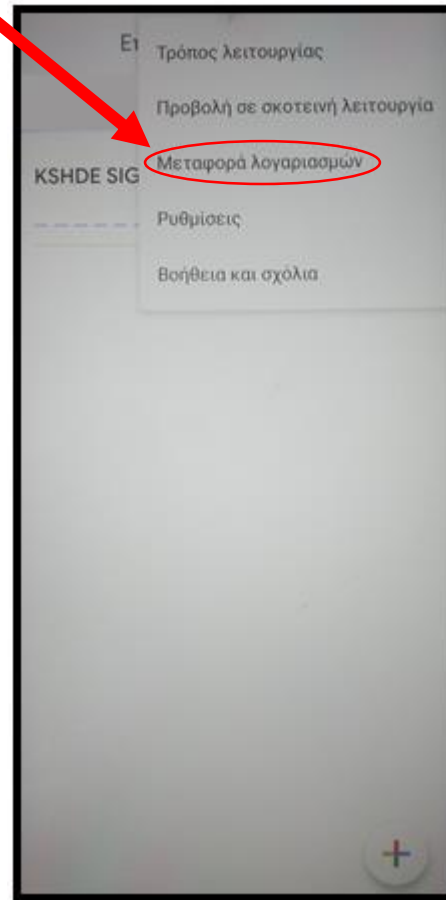 Τρόπος λειτουργίας
Προβολή σε σκοτεινή λειτουργία
Μεταφορά λογαριασμών
KSHDE SIG
Ρυθμίσεις
Βοήθεια και σχόλια